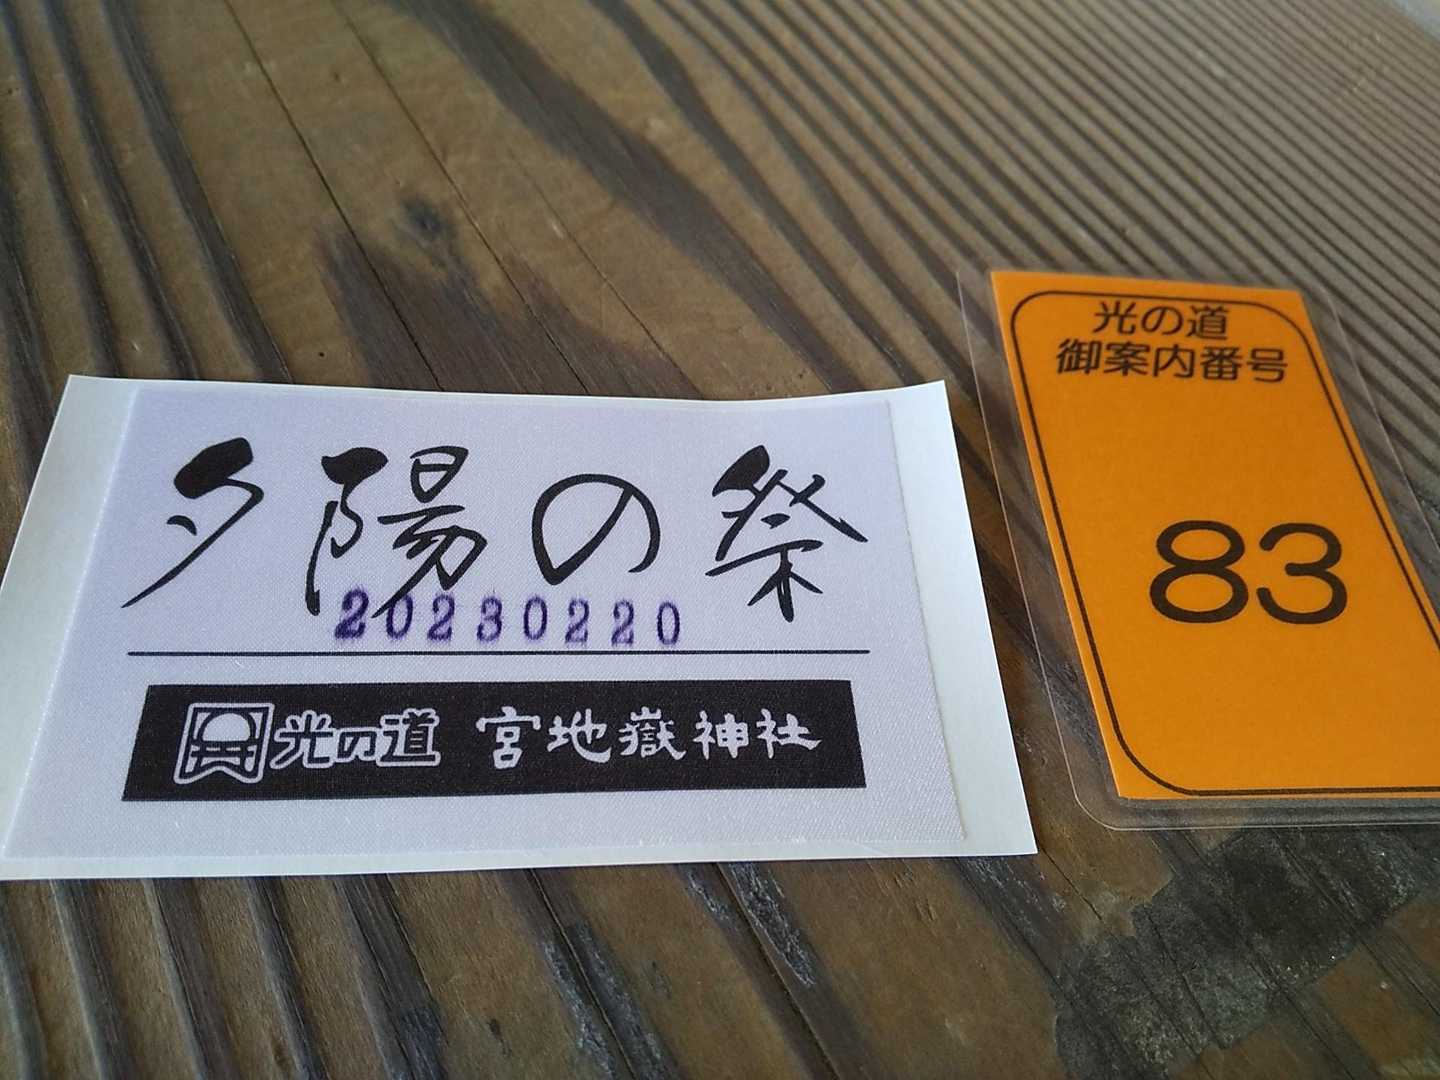 夕陽の祭
20230220
光の道 宮地嶽神社
光の道
御案内番号
83